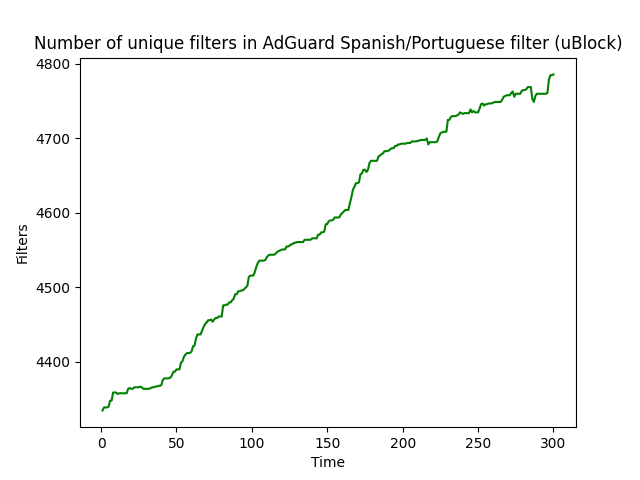 Number of unique filters in AdGuard Spanish/Portuguese filter (uBlock)
4800
4700
4600
4500
4400
Filters
0 50 100 150 200 250 300
Time